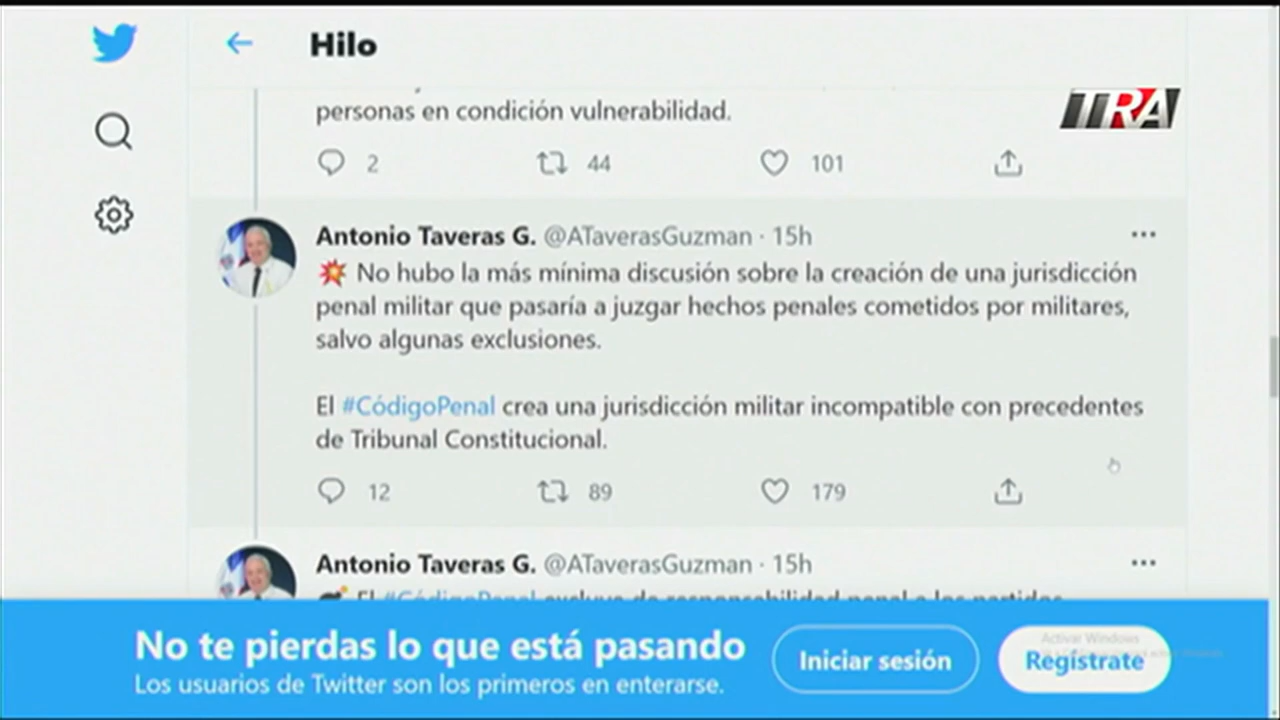 Hilo
TRA
personas en condición vulnerabilidad.
2 44 101
Antonio Taveras G. @ATaverasGuzman · 15h
💥 No hubo la más mínima discusión sobre la creación de una jurisdicción
penal militar que pasaría a juzgar hechos penales cometidos por militares,
salvo algunas exclusiones.
El #CódigoPenal crea una jurisdicción militar incompatible con precedentes
de Tribunal Constitucional.
12 89 179
Antonio Taveras G. @ATaverasGuzman · 15h
El #CódigoPenal excluye de responsabilidad penal a los partidos
No te pierdas lo que está pasando
Los usuarios de Twitter son los primeros en enterarse.
Iniciar sesión
Regístrate
Activar Windows